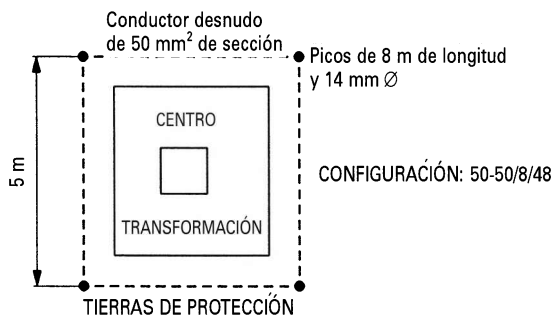 Conductor desnudo
de 50 mm² de sección
Picos de 8 m de longitud
y 14 mm Ø
5 m
CENTRO
TRANSFORMACIÓN
CONFIGURACIÓN: 50-50/8/48
TIERRAS DE PROTECCIÓN